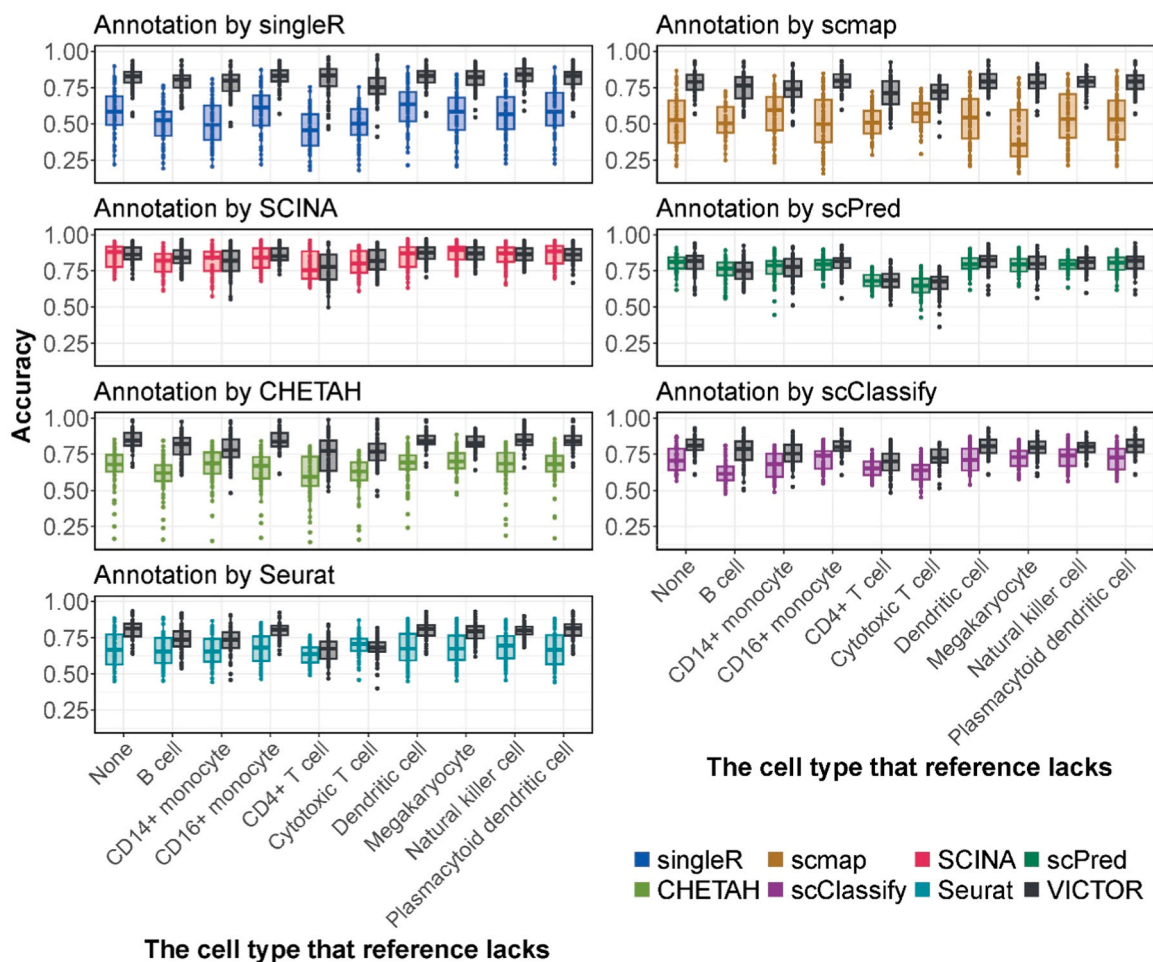 Annotation by singleR
1.00
0.75
0.50
0.25
Annotation by scmap
1.00
0.75
0.50
0.25
Annotation by SCINA
1.00
0.75
0.50
0.25
Annotation by scPred
1.00
0.75
0.50
0.25
Accuracy
Annotation by CHETAH
1.00
0.75
0.50
0.25
Annotation by scClassify
1.00
0.75
0.50
0.25
None
B cell
CD14+ monocyte
CD16+ monocyte
CD4+ T cell
Cytotoxic T cell
Dendritic cell
Megakaryocyte
Natural killer cell
Plasmacytoid dendritic cell
The cell type that reference lacks
Annotation by Seurat
1.00
0.75
0.50
0.25
None
B cell
CD14+ monocyte
CD16+ monocyte
CD4+ T cell
Cytotoxic T cell
Dendritic cell
Megakaryocyte
Natural killer cell
Plasmacytoid dendritic cell
The cell type that reference lacks
singleR scmap SCINA scPred
CHETAH scClassify Seurat VICTOR